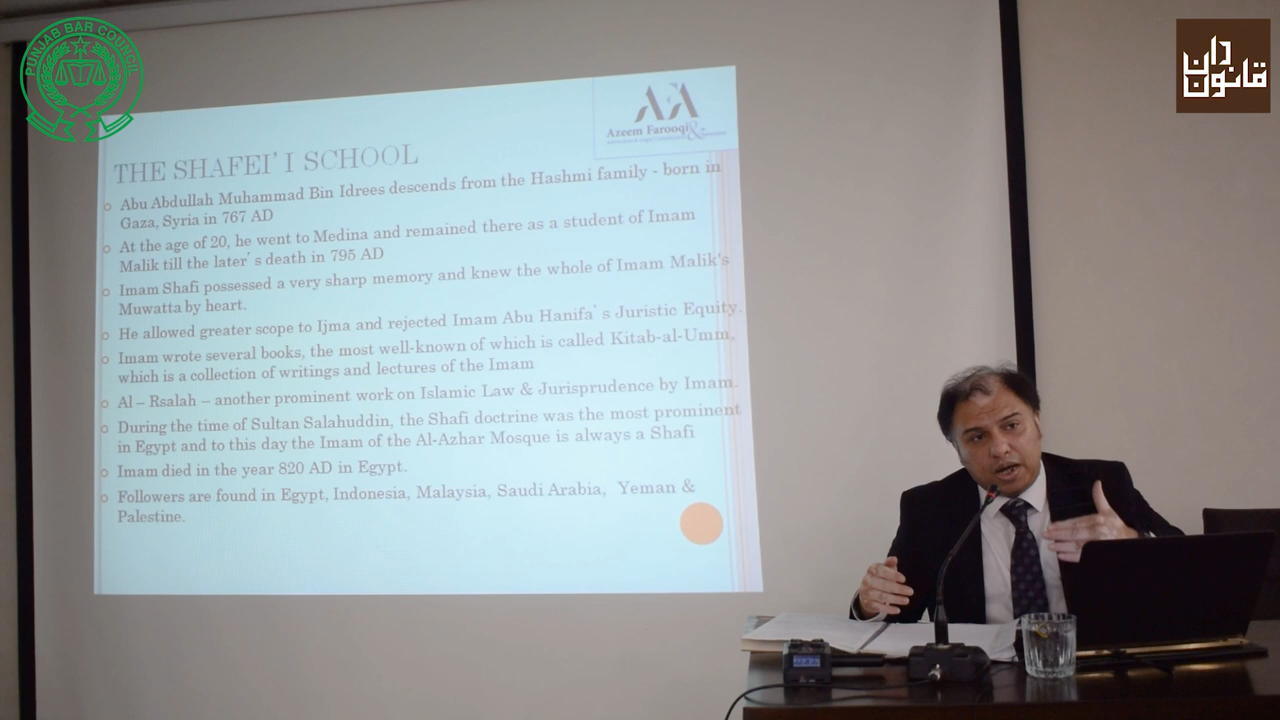 PUNJAB BAR COUNCIL
قانون دان
AFA
Azeem Farooqi &
THE SHAFEI' I SCHOOL
Abu Abdullah Muhammad Bin Idrees descends from the Hashmi family - born in
Gaza, Syria in 767 AD
At the age of 20, he went to Medina and remained there as a student of Imam
Malik till the later's death in 795 AD
Imam Shafi possessed a very sharp memory and knew the whole of Imam Malik's
Muwatta by heart.
He allowed greater scope to Ijma and rejected Imam Abu Hanifa's Juristic Equity.
Imam wrote several books, the most well-known of which is called Kitab-al-Umm,
which is a collection of writings and lectures of the Imam
Al – Rsalah – another prominent work on Islamic Law & Jurisprudence by Imam.
During the time of Sultan Salahuddin, the Shafi doctrine was the most prominent
in Egypt and to this day the Imam of the Al-Azhar Mosque is always a Shafi
Imam died in the year 820 AD in Egypt.
Followers are found in Egypt, Indonesia, Malaysia, Saudi Arabia, Yeman &
Palestine.